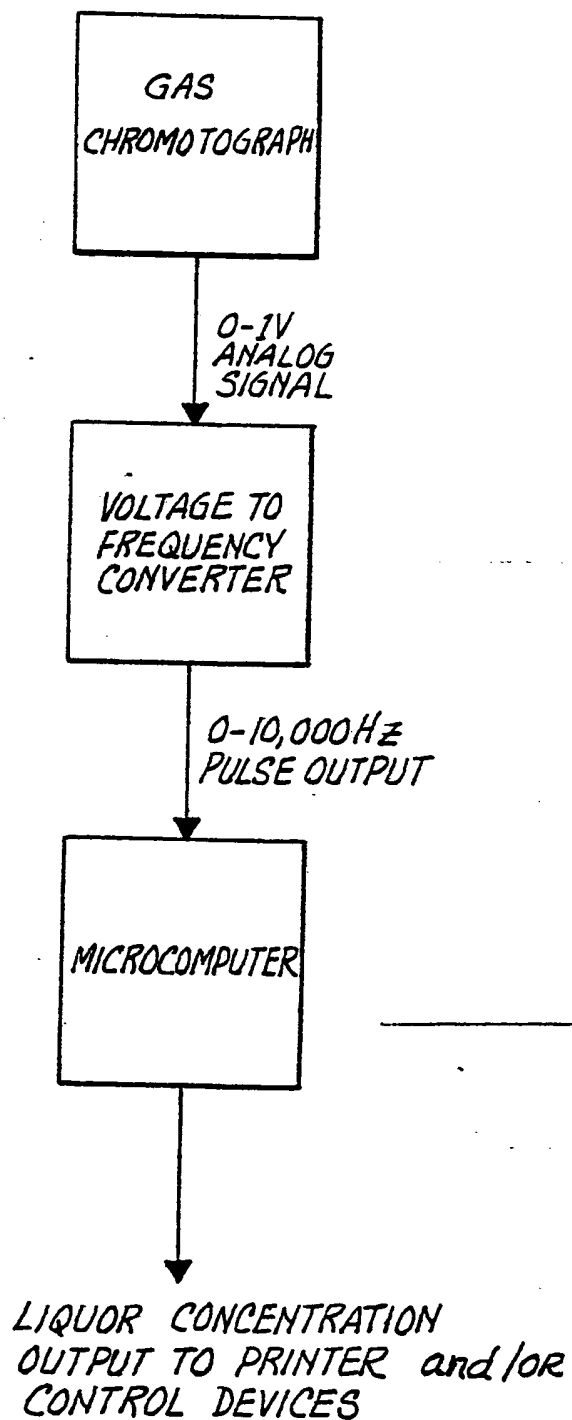 GAS
CHROMOTOGRAPH
0-1V
ANALOG
SIGNAL
VOLTAGE TO
FREQUENCY
CONVERTER
0-10,000HZ
PULSE OUTPUT
MICROCOMPUTER
LIQUOR CONCENTRATION
OUTPUT TO PRINTER and/OR
CONTROL DEVICES